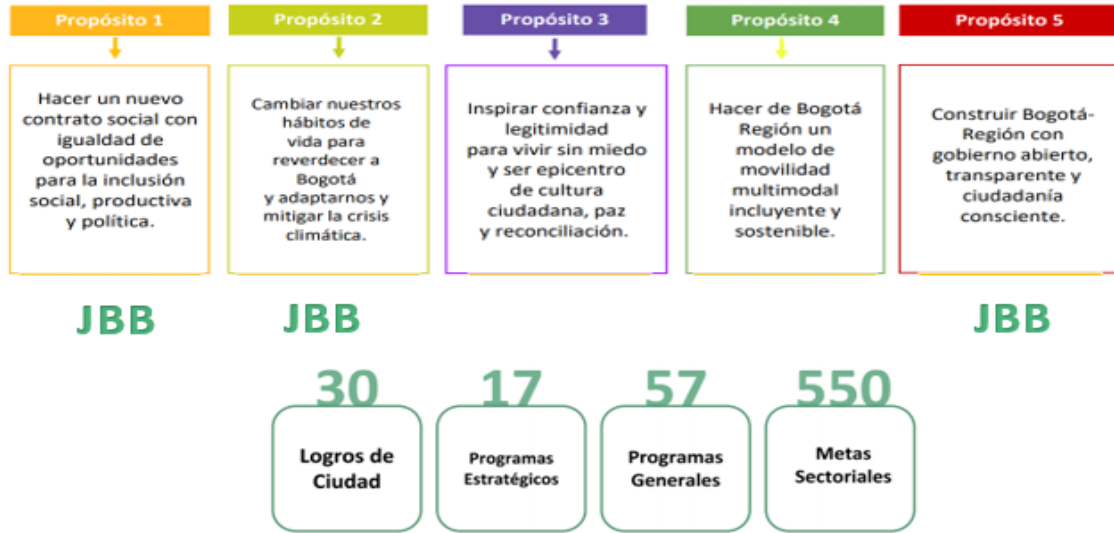 Propósito 1
Hacer un nuevo
contrato social con
igualdad de
oportunidades
para la inclusión
social, productiva
y política.
JBB
Propósito 2
Cambiar nuestros
hábitos de
vida para
reverdecer a
Bogotá
y adaptarnos y
mitigar la crisis
climática.
JBB
Propósito 3
Inspirar confianza y
legitimidad
para vivir sin miedo
y ser epicentro
de cultura
ciudadana, paz
y reconciliación.
Propósito 4
Hacer de Bogotá
Región un
modelo de
movilidad
multimodal
incluyente y
sostenible.
Propósito 5
Construir Bogotá-
Región con
gobierno abierto,
transparente y
ciudadanía
consciente.
JBB
30
Logros de
Ciudad
17
Programas
Estratégicos
57
Programas
Generales
550
Metas
Sectoriales